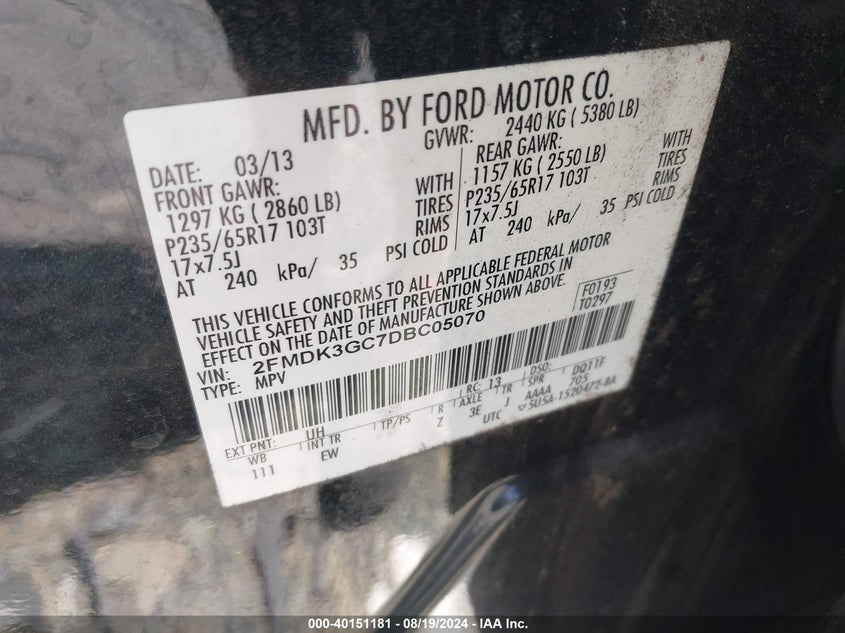 MFD. BY FORD MOTOR CO.
DATE: 03/13
GVWR: 2440 KG ( 5380 LB)
FRONT GAWR:
1297 KG ( 2860 LB) WITH
P235/65R17 103T TIRES
17x7.5J RIMS
AT 240 kPa/ 35 PSI COLD
REAR GAWR:
1157 KG ( 2550 LB) WITH
P235/65R17 103T TIRES
17x7.5J RIMS
AT 240 kPa/ 35 PSI COLD
THIS VEHICLE CONFORMS TO ALL APPLICABLE FEDERAL MOTOR
VEHICLE SAFETY AND THEFT PREVENTION STANDARDS IN
EFFECT ON THE DATE OF MANUFACTURE SHOWN ABOVE.
VIN: 2FMDK3GC7DBC05070
TYPE: MPV
F0193
T0297
EXT PNT: UH RC: 13 DSO:
WB INT TR TP/PS R AXLE TR SPR DQ11F
111 EW Z 3E J AAAA 705
UTC ▽5U5A-1520472-BA
000-40151181 - 08/19/2024 - IAA Inc.